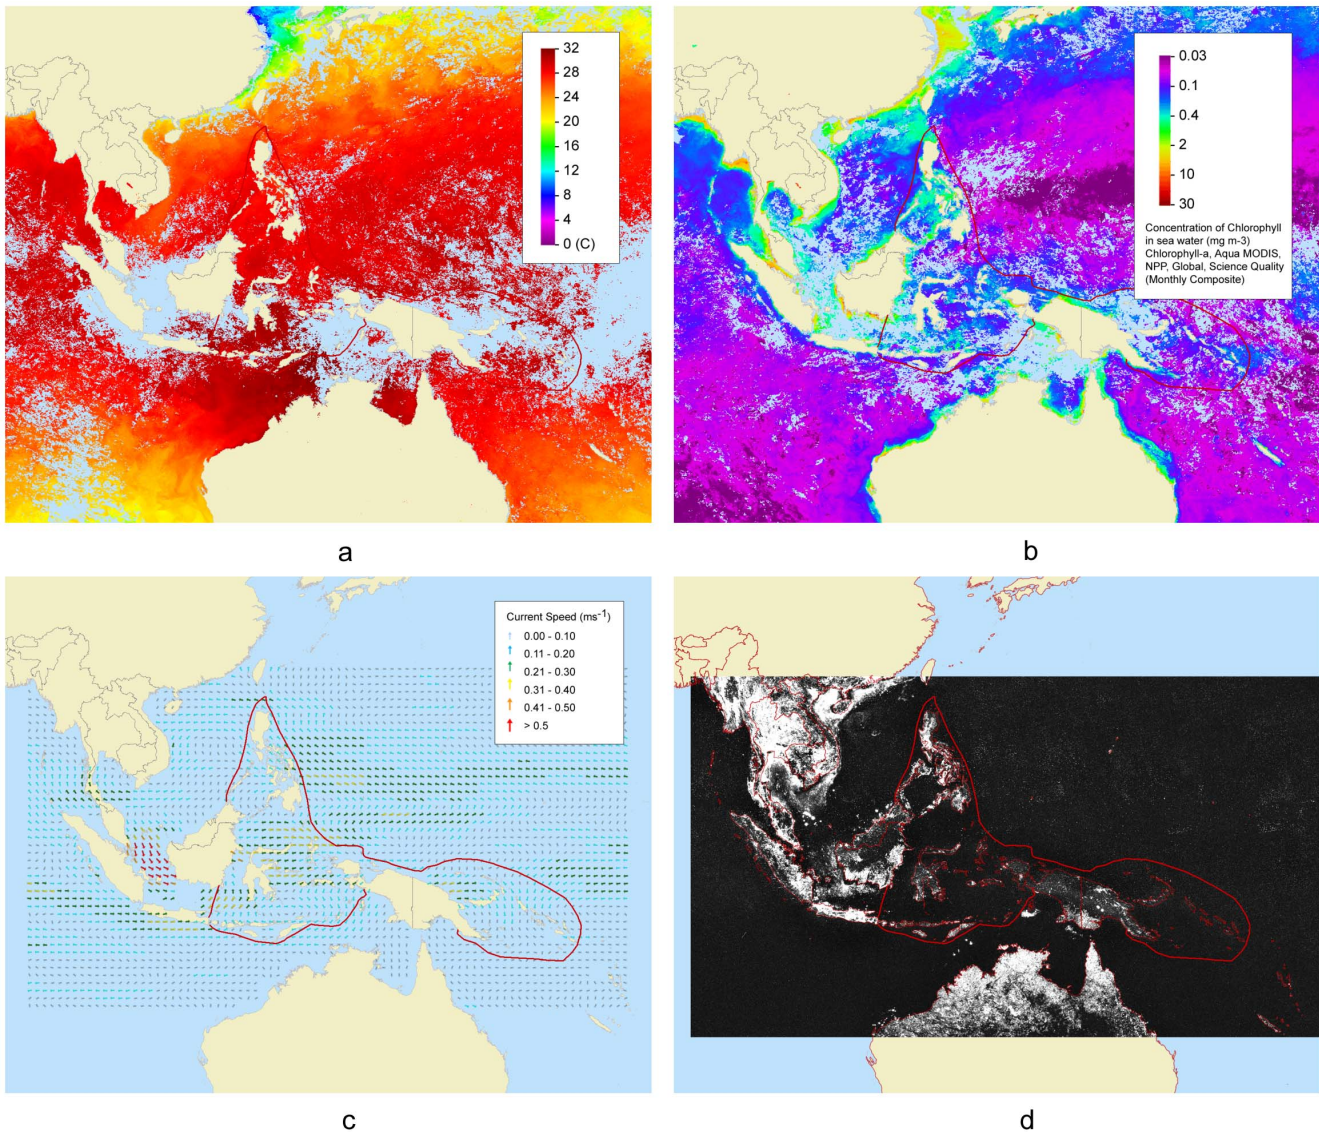 32
28
24
20
16
12
8
4
0 (C)
a
0.03
0.1
2.4
2
10
30
Concentration of Chlorophyll
in sea water (mg m-3)
Chlorophyll-a, Aqua MODIS,
NPP, Global, Science Quality
(Monthly Composite)
b
Current Speed (ms-1)
0.00 - 0.10
0.11 - 0.20
0.21 - 0.30
0.31 - 0.40
0.41 - 0.50
> 0.5
c
d